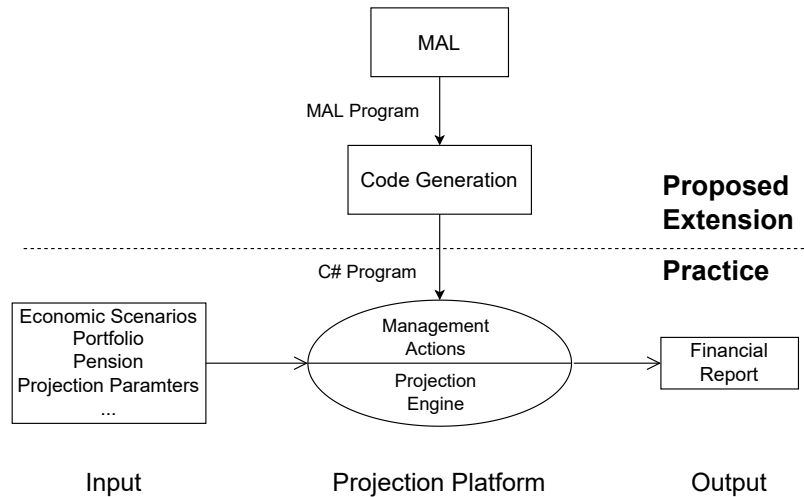 MAL
MAL Program
Code Generation
Proposed
Extension
C# Program
Practice
Economic Scenarios
Portfolio
Pension
Projection Paramters
...
Management
Actions
Projection
Engine
Financial
Report
Input
Projection Platform
Output